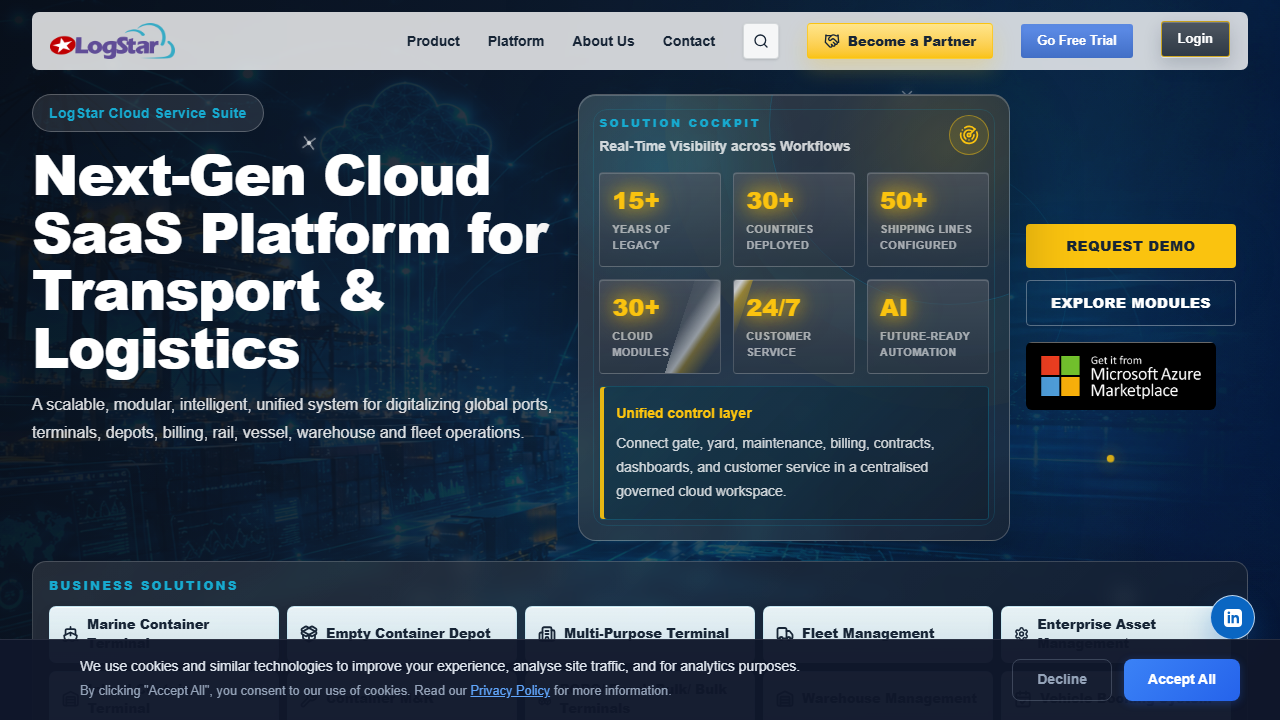 LogStar
Product
Platform
About Us
Contact
Become a Partner
Go Free Trial
Login
LogStar Cloud Service Suite
Next-Gen Cloud
SaaS Platform for
Transport &
Logistics
A scalable, modular, intelligent, unified system for digitalizing global ports,
terminals, depots, billing, rail, vessel, warehouse and fleet operations.
SOLUTION COCKPIT
Real-Time Visibility across Workflows
15+
YEARS OF
LEGACY
30+
COUNTRIES
DEPLOYED
50+
SHIPPING LINES
CONFIGURED
30+
CLOUD
MODULES
24/7
CUSTOMER
SERVICE
AI
FUTURE-READY
AUTOMATION
Unified control layer
Connect gate, yard, maintenance, billing, contracts,
dashboards, and customer service in a centralised
governed cloud workspace.
REQUEST DEMO
EXPLORE MODULES
Get it from
Microsoft Azure
Marketplace
BUSINESS SOLUTIONS
Marine Container
Terminal
Empty Container Depot
Multi-Purpose Terminal
Fleet Management
Enterprise Asset
Management
in
We use cookies and similar technologies to improve your experience, analyse site traffic, and for analytics purposes.
By clicking "Accept All", you consent to our use of cookies. Read our Privacy Policy for more information.
Decline
Accept All
Terminal
Terminals
Warehouse Management